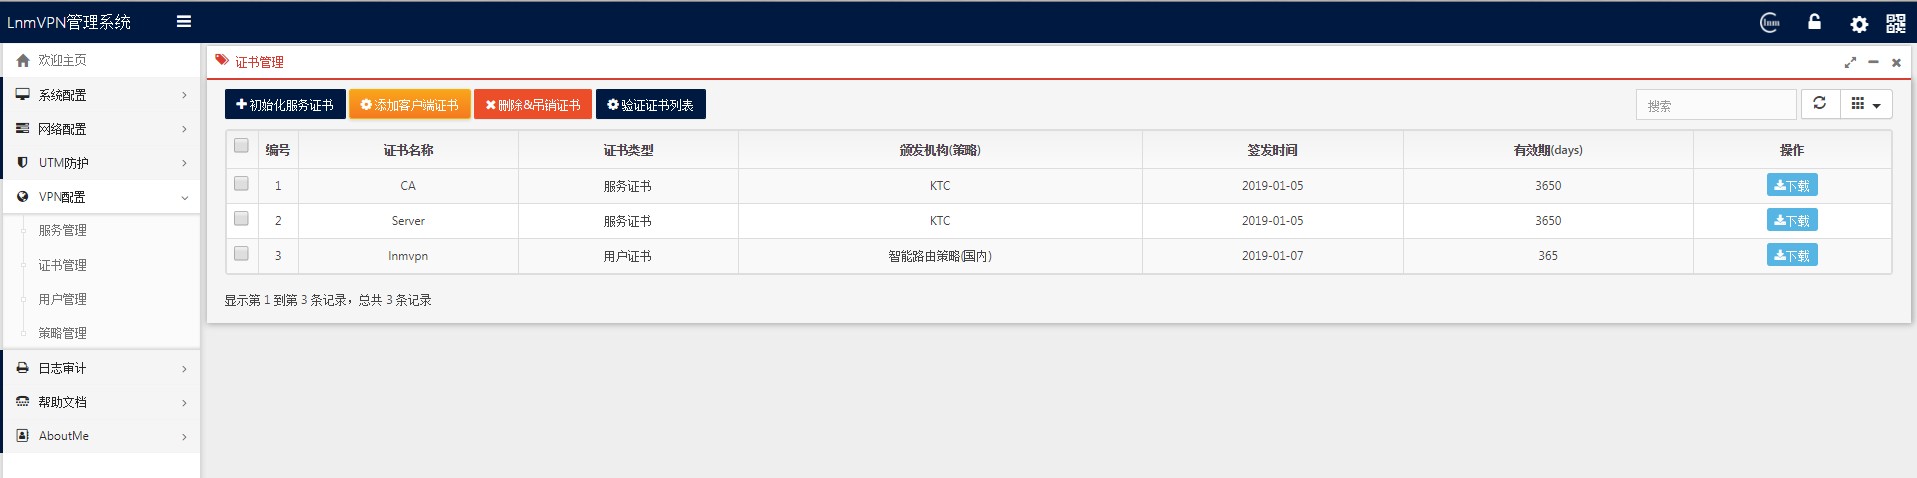 LnmVPN管理系统
lnm
欢迎主页
系统配置
网络配置
UTM防护
VPN配置
服务管理
证书管理
用户管理
策略管理
日志审计
帮助文档
AboutMe
证书管理
初始化服务证书 添加客户端证书 删除&吊销证书 验证证书列表 搜索
编号 证书名称 证书类型 颁发机构(策略) 签发时间 有效期(days) 操作
1 CA 服务证书 KTC 2019-01-05 3650 下载
2 Server 服务证书 KTC 2019-01-05 3650 下载
3 lnmvpn 用户证书 智能路由策略(国内) 2019-01-07 365 下载
显示第 1 到第 3 条记录，总共 3 条记录